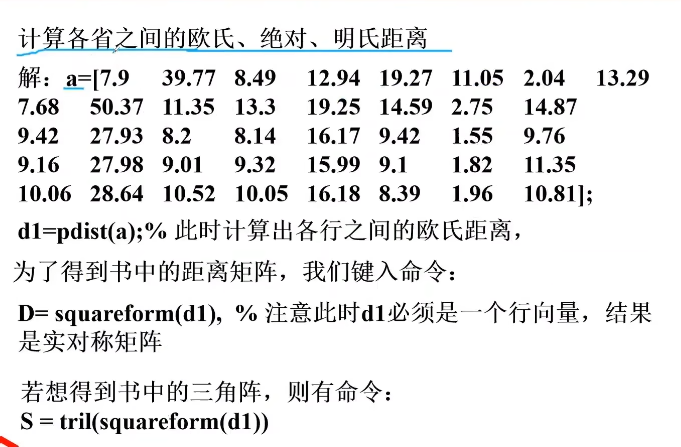 计算各省之间的欧氏、绝对、明氏距离
解：a=[7.9 39.77 8.49 12.94 19.27 11.05 2.04 13.29
7.68 50.37 11.35 13.3 19.25 14.59 2.75 14.87
9.42 27.93 8.2 8.14 16.17 9.42 1.55 9.76
9.16 27.98 9.01 9.32 15.99 9.1 1.82 11.35
10.06 28.64 10.52 10.05 16.18 8.39 1.96 10.81];
d1=pdist(a);% 此时计算出各行之间的欧氏距离，
为了得到书中的距离矩阵，我们键入命令：
D= squareform(d1), % 注意此时d1必须是一个行向量，结果
是实对称矩阵
若想得到书中的三角阵，则有命令：
S = tril(squareform(d1))